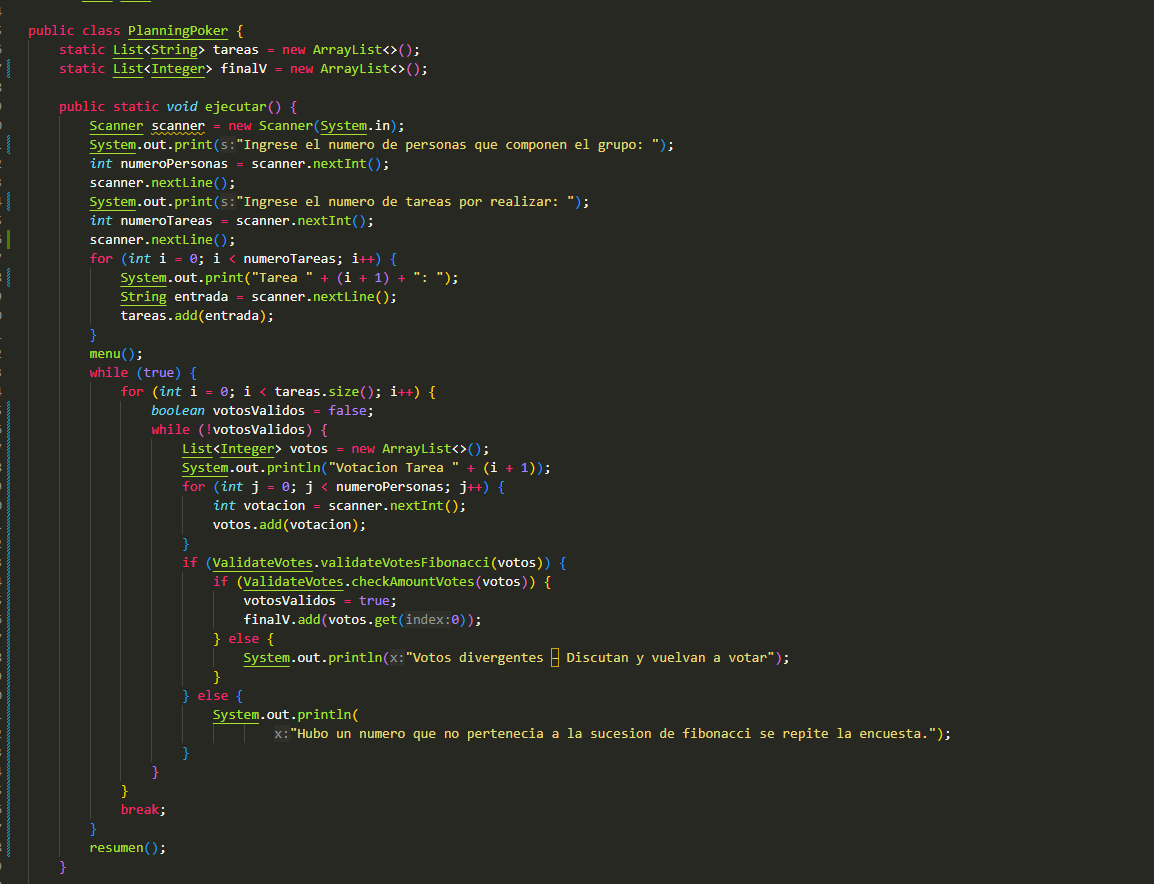 public class PlanningPoker {
    static List<String> tareas = new ArrayList<>();
    static List<Integer> finalV = new ArrayList<>();
    public static void ejecutar() {
        Scanner scanner = new Scanner(System.in);
        System.out.print(s:"Ingrese el numero de personas que componen el grupo: ");
        int numeroPersonas = scanner.nextInt();
        scanner.nextLine();
        System.out.print(s:"Ingrese el numero de tareas por realizar: ");
        int numeroTareas = scanner.nextInt();
        scanner.nextLine();
        for (int i = 0; i < numeroTareas; i++) {
            System.out.print("Tarea " + (i + 1) + ": ");
            String entrada = scanner.nextLine();
            tareas.add(entrada);
        }
        menu();
        while (true) {
            for (int i = 0; i < tareas.size(); i++) {
                boolean votosValidos = false;
                while (!votosValidos) {
                    List<Integer> votos = new ArrayList<>();
                    System.out.println("Votacion Tarea " + (i + 1));
                    for (int j = 0; j < numeroPersonas; j++) {
                        int votacion = scanner.nextInt();
                        votos.add(votacion);
                    }
                    if (ValidateVotes.validateVotesFibonacci(votos)) {
                        if (ValidateVotes.checkAmountVotes(votos)) {
                            votosValidos = true;
                            finalV.add(votos.get(index:0));
                        } else {
                            System.out.println(x:"Votos divergentes – Discutan y vuelvan a votar");
                        }
                    } else {
                        System.out.println(
                                x:"Hubo un numero que no pertenecia a la sucesion de fibonacci se repite la encuesta.");
                    }
                }
            }
            break;
        }
        resumen();
    }